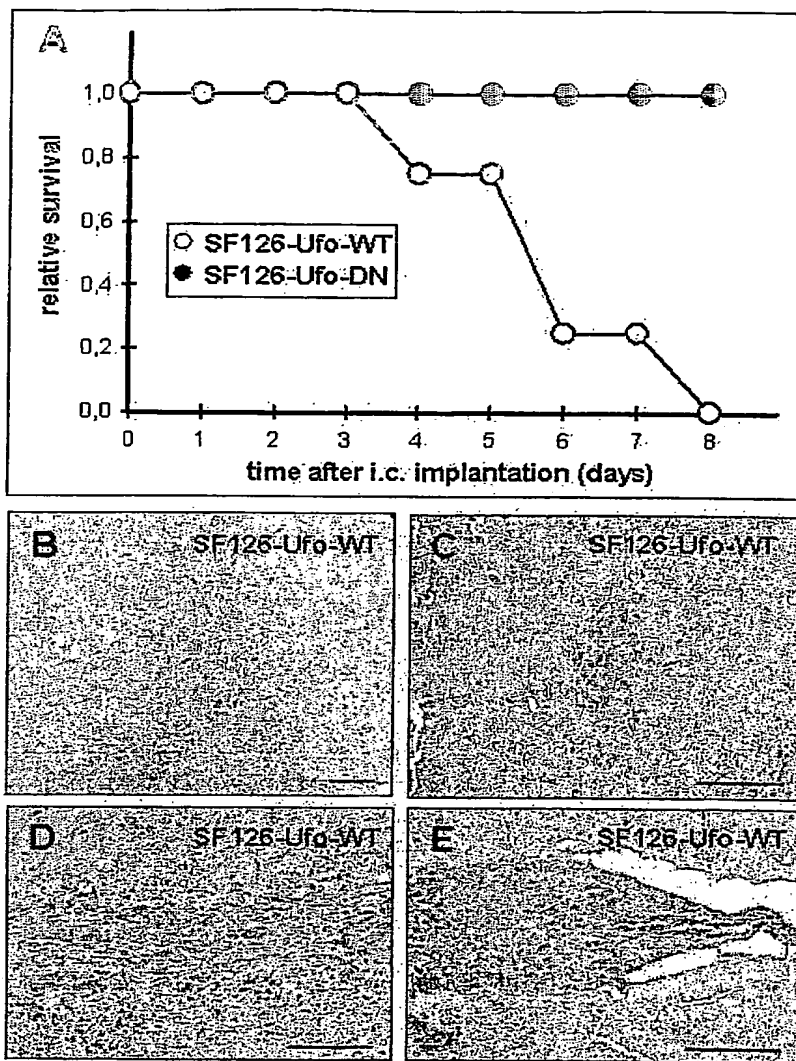 A
1,0
0,8
0,6
0,4
0,2
0,0
relative survival
SF126-Ufo-WT
SF126-Ufo-DN
0 1 2 3 4 5 6 7 8
time after i.c. implantation (days)
B SF126-Ufo-WT
C SF126-Ufo-WT
D SF126-Ufo-WT
E SF126-Ufo-WT